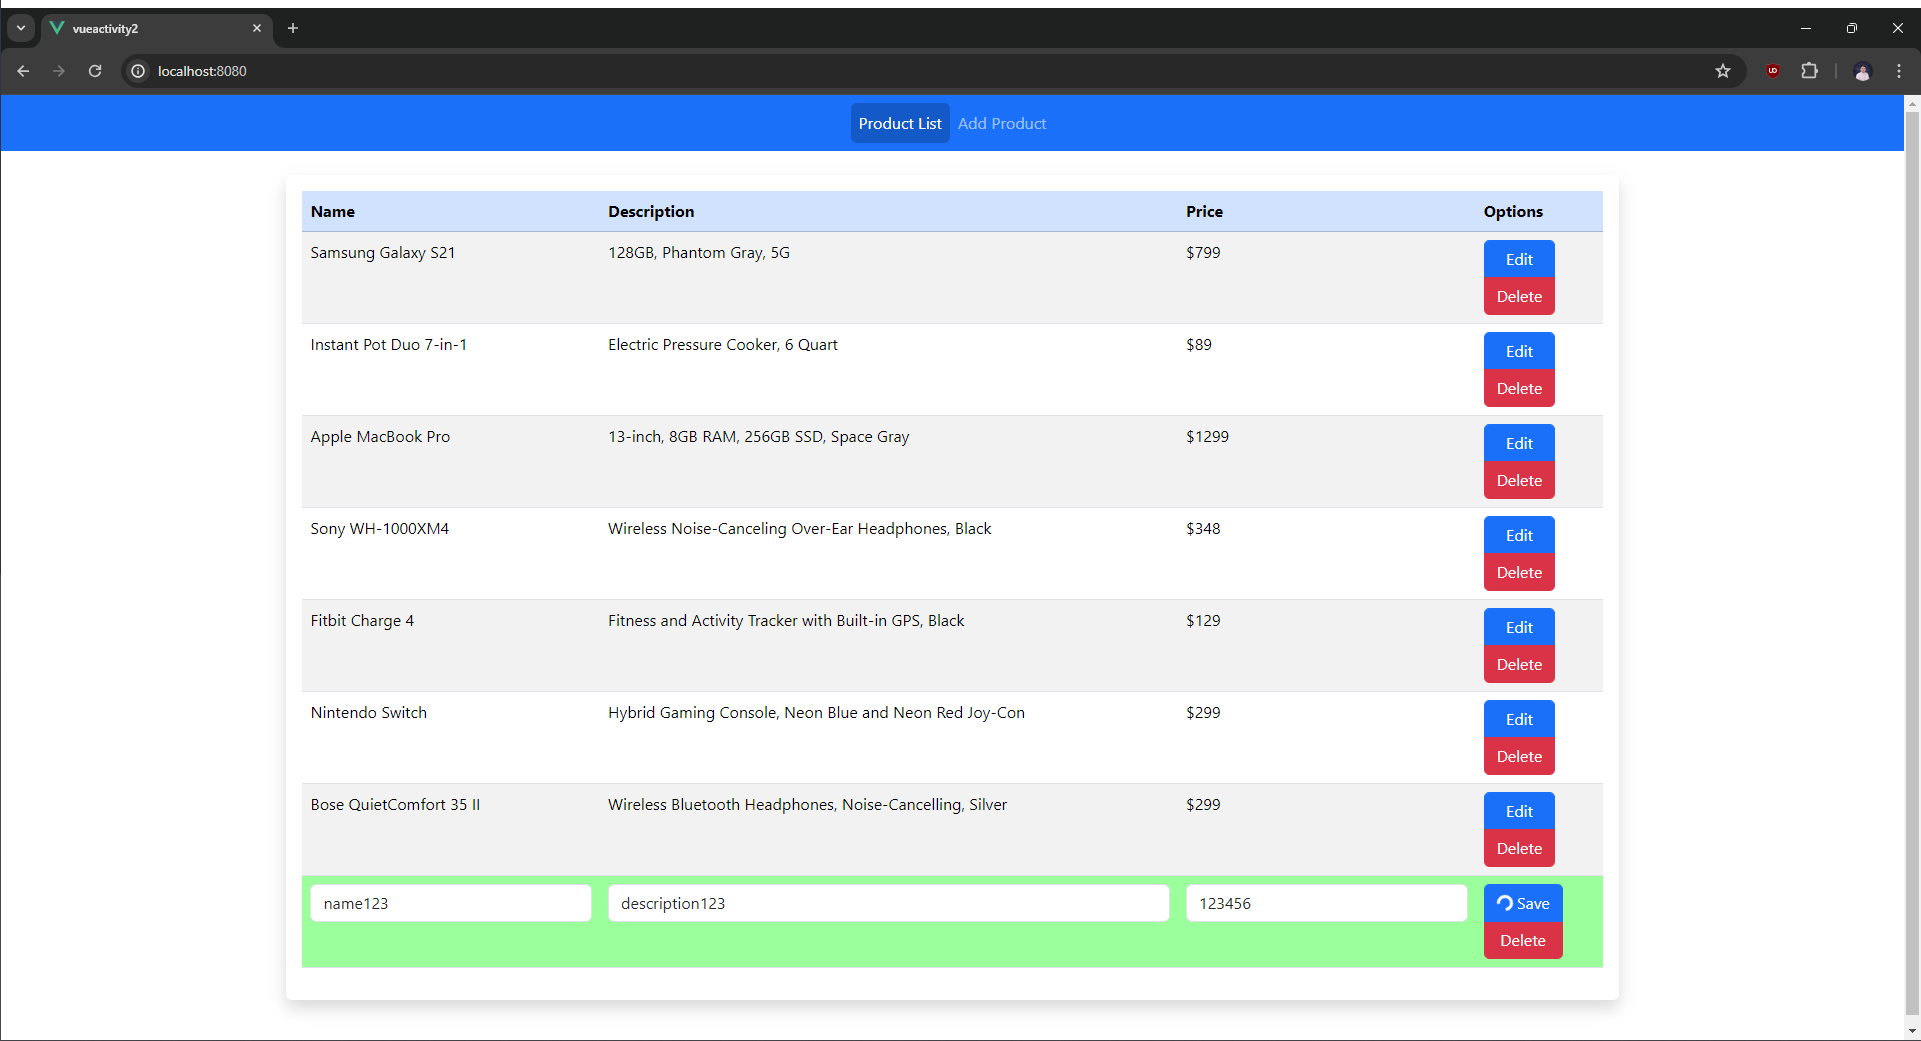 vueactivity2
localhost:8080
Product List Add Product
Name Description Price Options
Samsung Galaxy S21 128GB, Phantom Gray, 5G $799 Edit
Delete
Instant Pot Duo 7-in-1 Electric Pressure Cooker, 6 Quart $89 Edit
Delete
Apple MacBook Pro 13-inch, 8GB RAM, 256GB SSD, Space Gray $1299 Edit
Delete
Sony WH-1000XM4 Wireless Noise-Canceling Over-Ear Headphones, Black $348 Edit
Delete
Fitbit Charge 4 Fitness and Activity Tracker with Built-in GPS, Black $129 Edit
Delete
Nintendo Switch Hybrid Gaming Console, Neon Blue and Neon Red Joy-Con $299 Edit
Delete
Bose QuietComfort 35 II Wireless Bluetooth Headphones, Noise-Cancelling, Silver $299 Edit
Delete
name123 description123 123456 Save
Delete